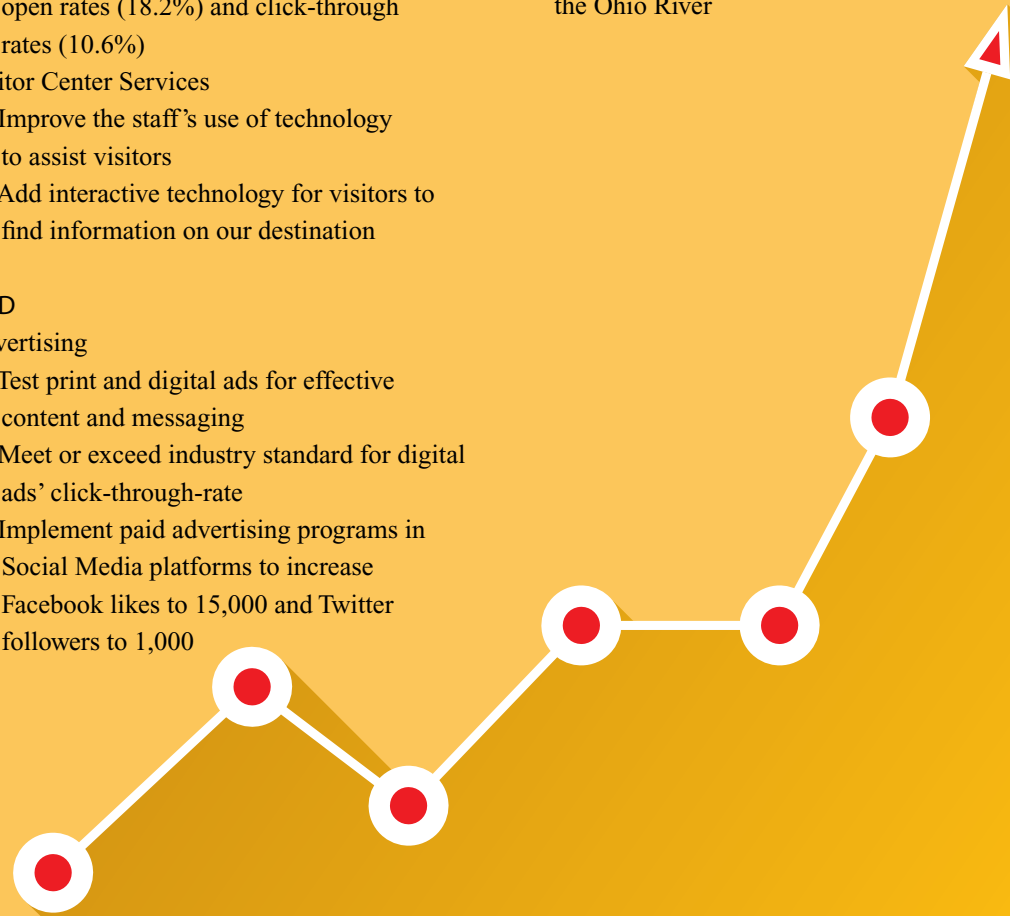 open rates (18.2%) and click-through
rates (10.6%)
itor Center Services
Improve the staff’s use of technology
to assist visitors
Add interactive technology for visitors to
find information on our destination
D
vertising
Test print and digital ads for effective
content and messaging
Meet or exceed industry standard for digital
ads’ click-through-rate
Implement paid advertising programs in
Social Media platforms to increase
Facebook likes to 15,000 and Twitter
followers to 1,000
the Ohio River